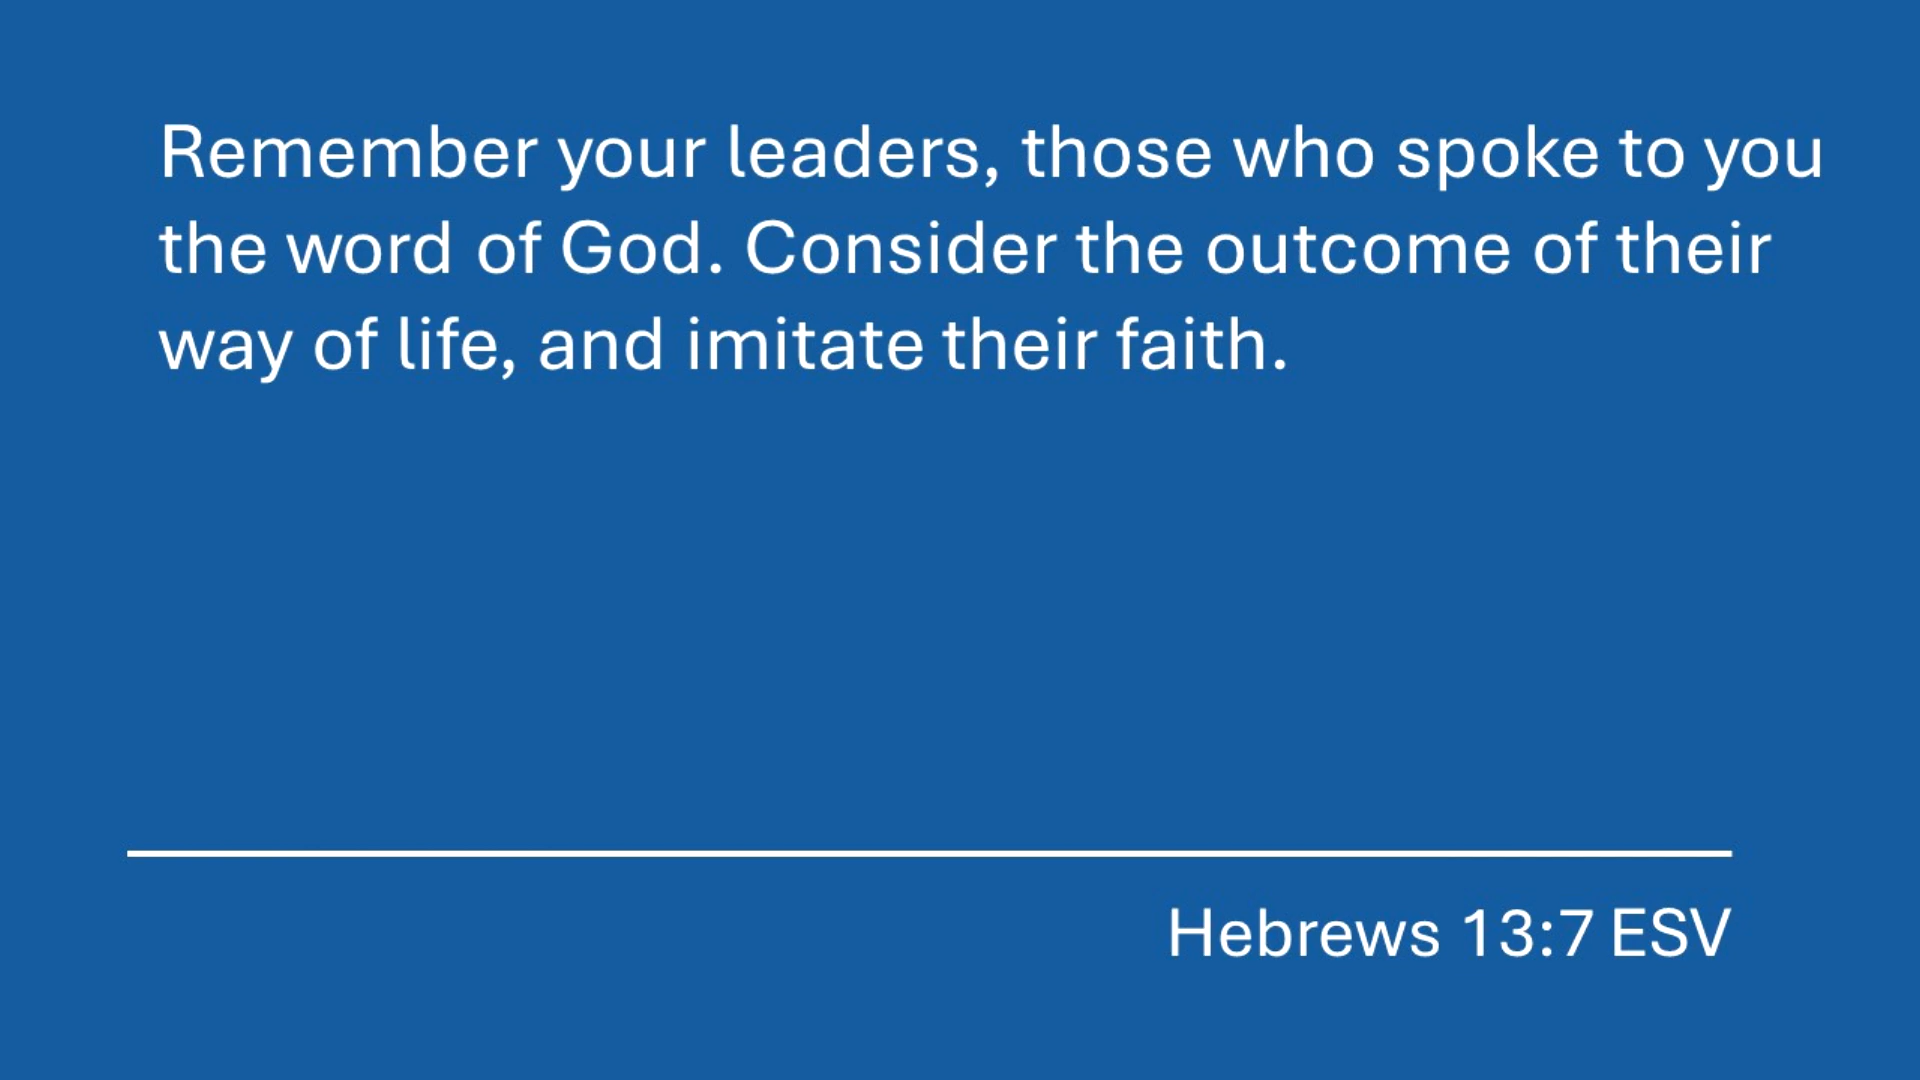 Remember your leaders, those who spoke to you
the word of God. Consider the outcome of their
way of life, and imitate their faith.
Hebrews 13:7 ESV